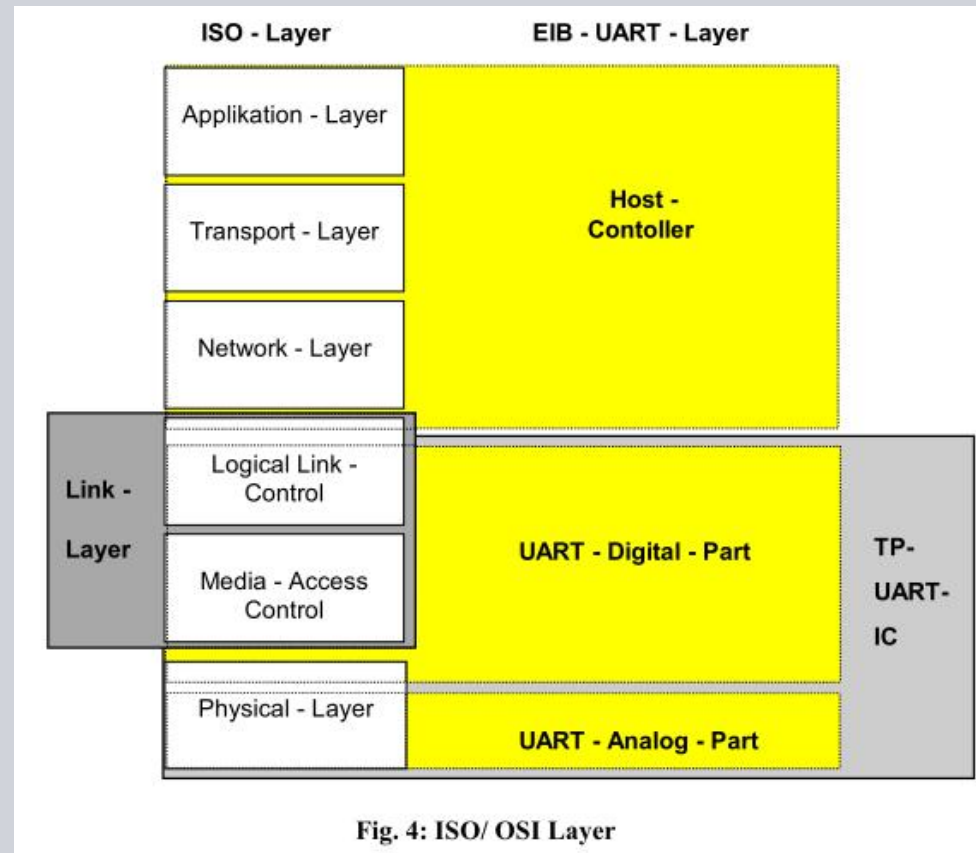 ISO - Layer
EIB - UART - Layer
Applikation - Layer
Transport - Layer
Host -
Contoller
Network - Layer
Link -
Layer
Logical Link -
Control
Media - Access
Control
UART - Digital - Part
TP-
UART-
IC
Physical - Layer
UART - Analog - Part
Fig. 4: ISO/ OSI Layer